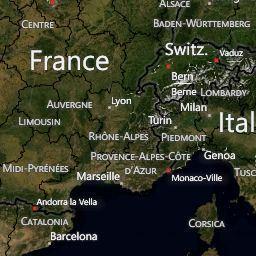 ALSACE
CENTRE
BADEN-WÜRTTEMBERG
France
Switz.
Vaduz
Bern
Berne
LOMBARDY
AUVERGNE
Lyon
Milan
LIMOUSIN
Turin
Ital
RHÔNE-ALPES
PIEDMONT
PROVENCE-ALPES-CÔTE
D'AZUR
Genoa
MIDI-PYRÉNÉES
Marseille
Monaco-Ville
TUSC
Andorra la Vella
CATALONIA
CORSICA
Barcelona